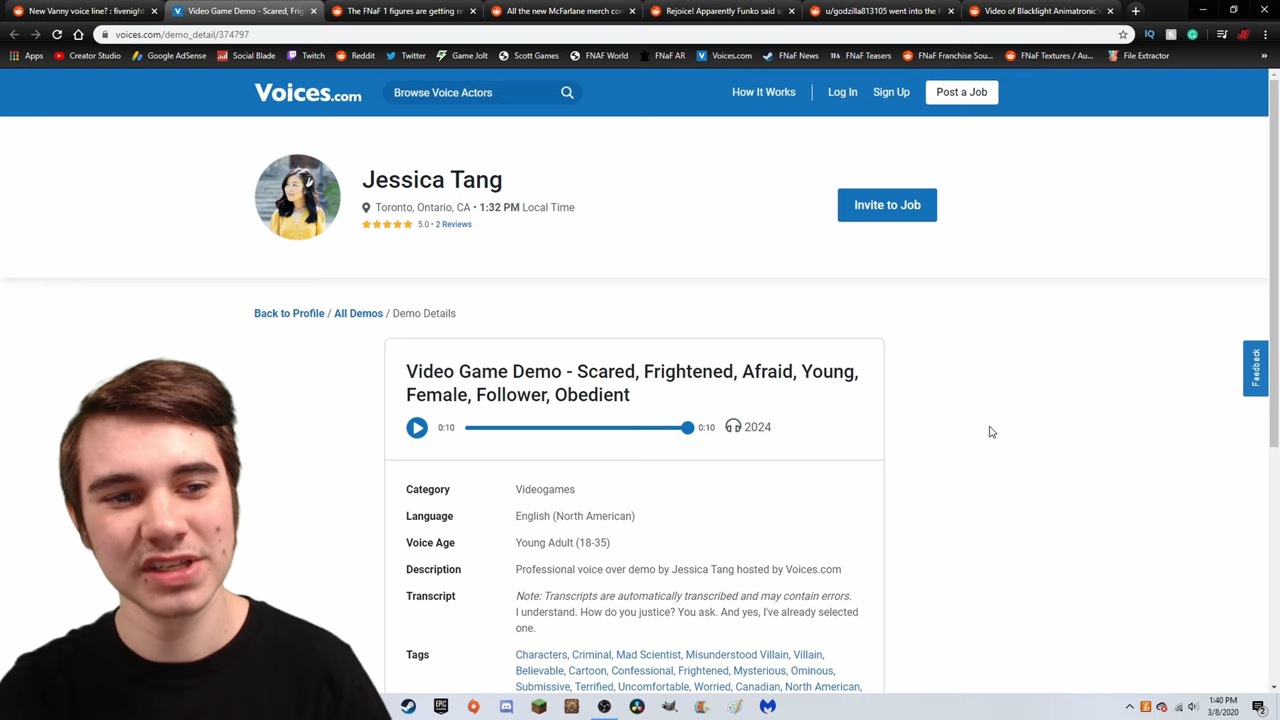 New Vanny voice line? : fivenight
Video Game Demo - Scared, Frigh
The FNaF 1 figures are getting re
All the new McFarlane merch con
Rejoice! Apparently Funko said s
u/godzilla813105 went into the
Video of Blacklight Animatronic's
voices.com/demo_detail/374797
Apps
Creator Studio
Google AdSense
Social Blade
Twitch
Reddit
Twitter
Game Jolt
Scott Games
FNAF World
FNAF AR
Voices.com
FNAF News
FNAF Teasers
FNAF Franchise Sou...
FNAF Textures / Au...
File Extractor
Voices.com
Browse Voice Actors
How It Works
Log In
Sign Up
Post a Job
Jessica Tang
Toronto, Ontario, CA • 1:32 PM Local Time
5.0 • 2 Reviews
Invite to Job
Back to Profile / All Demos / Demo Details
Feedback
Video Game Demo - Scared, Frightened, Afraid, Young,
Female, Follower, Obedient
0:10
0:10
2024
Category Videogames
Language English (North American)
Voice Age Young Adult (18-35)
Description Professional voice over demo by Jessica Tang hosted by Voices.com
Transcript Note: Transcripts are automatically transcribed and may contain errors.
I understand. How do you justice? You ask. And yes, I've already selected
one.
Tags Characters, Criminal, Mad Scientist, Misunderstood Villain, Villain,
Believable, Cartoon, Confessional, Frightened, Mysterious, Ominous,
Submissive, Terrified, Uncomfortable, Worried, Canadian, North American,
1:40 PM
3/8/2020